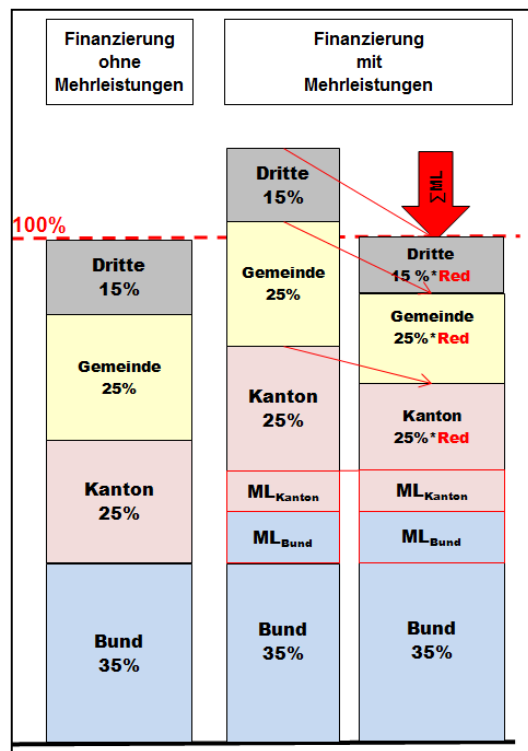 Finanzierung
ohne
Mehrleistungen
Finanzierung
mit
Mehrleistungen
100%
Dritte
15%
Gemeinde
25%
Kanton
25%
Bund
35%
Dritte
15%
Gemeinde
25%
Kanton
25%
MLKanton
MLBund
Bund
35%
∑ML
Dritte
15 %*Red
Gemeinde
25%*Red
Kanton
25%*Red
MLKanton
MLBund
Bund
35%